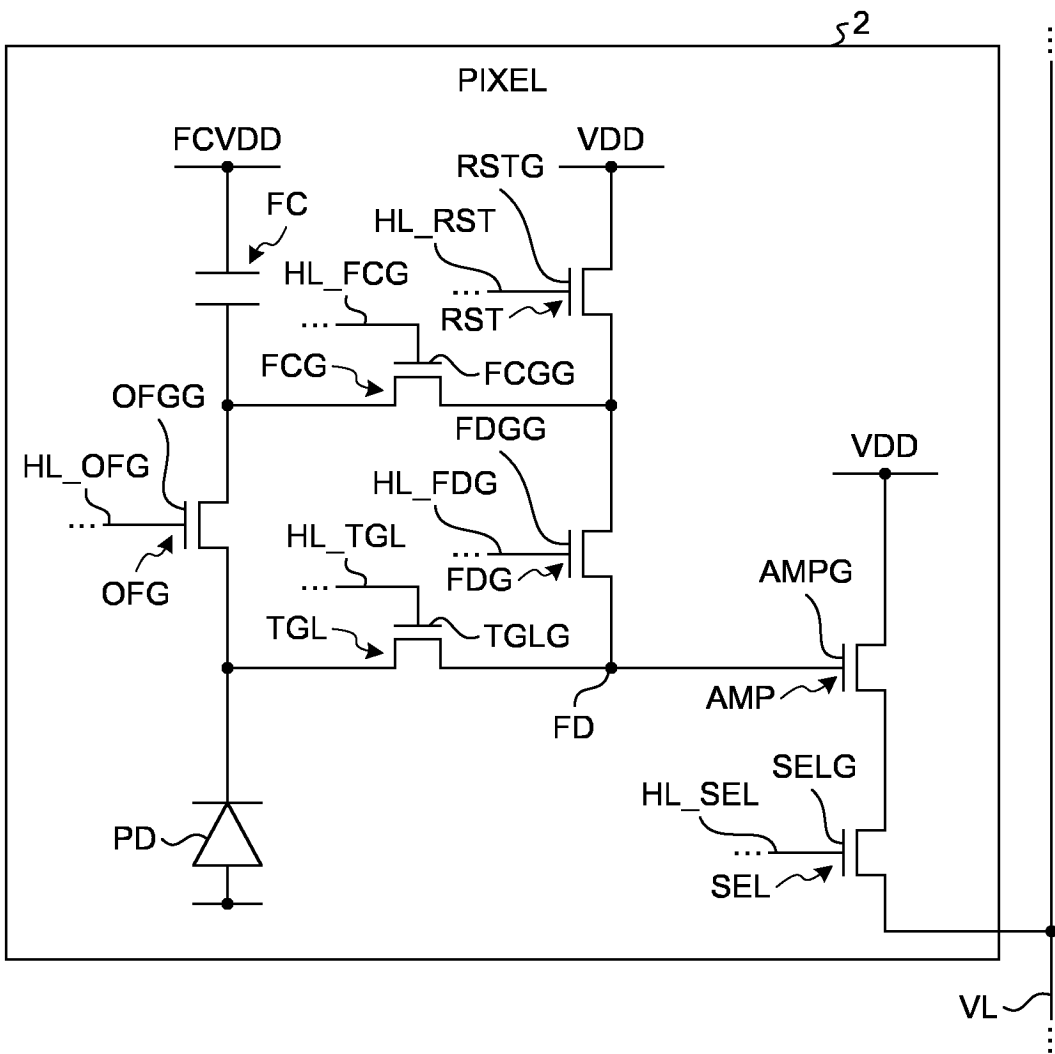 2
PIXEL
FCVDD
VDD
RSTG
FC
HL_RST
HL_FCG
...
RST
...
FCG
FCGG
OFGG
FDGG
VDD
HL_OFG
HL_FDG
...
HL_TGL
...
FDG
AMPG
OFG
...
TGL
TGLG
AMP
FD
SELG
HL_SEL
PD
...
SEL
VL